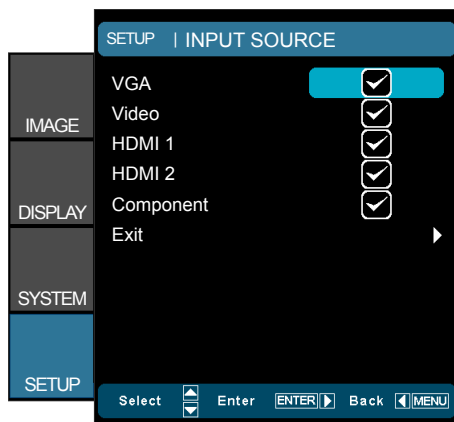 SETUP | INPUT SOURCE
VGA
Video
HDMI 1
HDMI 2
Component
Exit
IMAGE
DISPLAY
SYSTEM
SETUP
Select Enter ENTER Back MENU